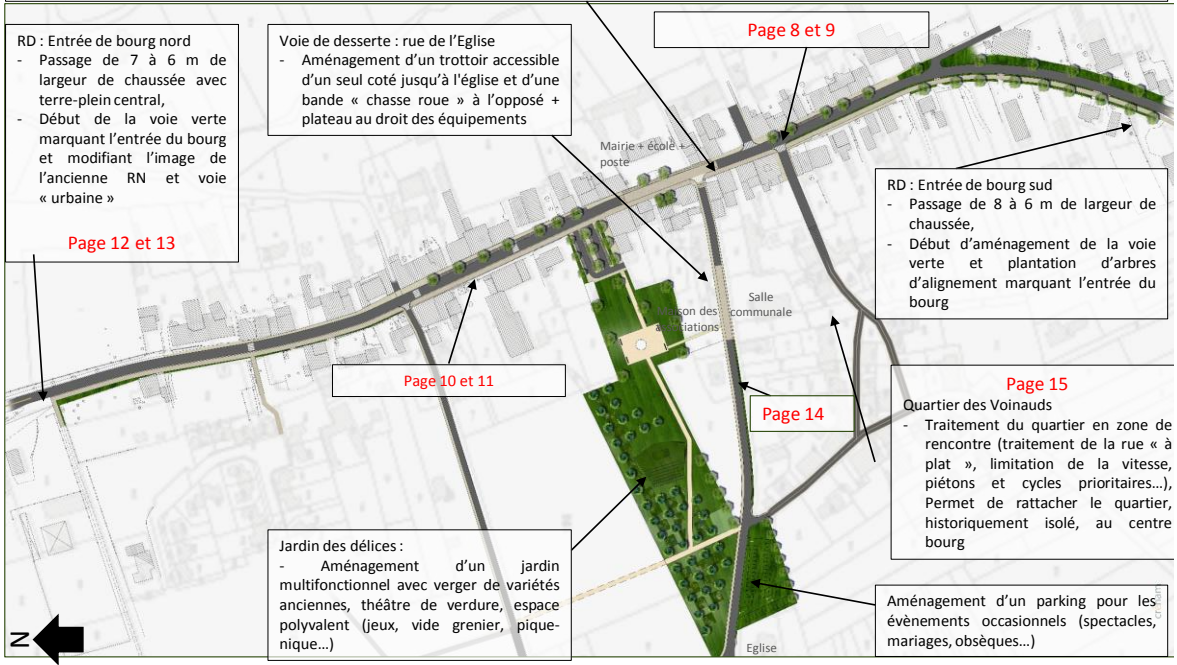 RD : Entrée de bourg nord
- Passage de 7 à 6 m de
largeur de chaussée avec
terre-plein central,
- Début de la voie verte
marquant l’entrée du bourg
et modifiant l’image de
l’ancienne RN et voie
« urbaine »
Page 12 et 13
Voie de desserte : rue de l’Eglise
- Aménagement d’un trottoir accessible
d’un seul coté jusqu’à l'église et d’une
bande « chasse roue » à l’opposé +
plateau au droit des équipements
Page 8 et 9
Mairie + école +
poste
RD : Entrée de bourg sud
- Passage de 8 à 6 m de largeur de
chaussée,
- Début d’aménagement de la voie
verte et plantation d’arbres
d’alignement marquant l’entrée du
bourg
Salle
communale
Maison des
associations
Page 10 et 11
Page 14
Page 15
Quartier des Voinauds
- Traitement du quartier en zone de
rencontre (traitement de la rue « à
plat », limitation de la vitesse,
piétons et cycles prioritaires…),
Permet de rattacher le quartier,
historiquement isolé, au centre
bourg
Jardin des délices :
- Aménagement d’un jardin
multifonctionnel avec verger de variétés
anciennes, théâtre de verdure, espace
polyvalent (jeux, vide grenier, pique-
nique…)
Aménagement d’un parking pour les
évènements occasionnels (spectacles,
mariages, obsèques…)
Eglise
N